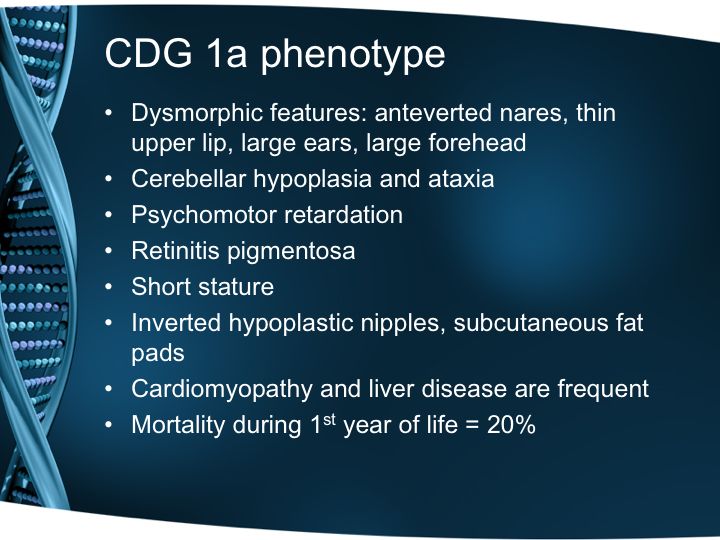 CDG 1a phenotype
• Dysmorphic features: anteverted nares, thin
upper lip, large ears, large forehead
• Cerebellar hypoplasia and ataxia
• Psychomotor retardation
• Retinitis pigmentosa
• Short stature
• Inverted hypoplastic nipples, subcutaneous fat
pads
• Cardiomyopathy and liver disease are frequent
• Mortality during 1st year of life = 20%